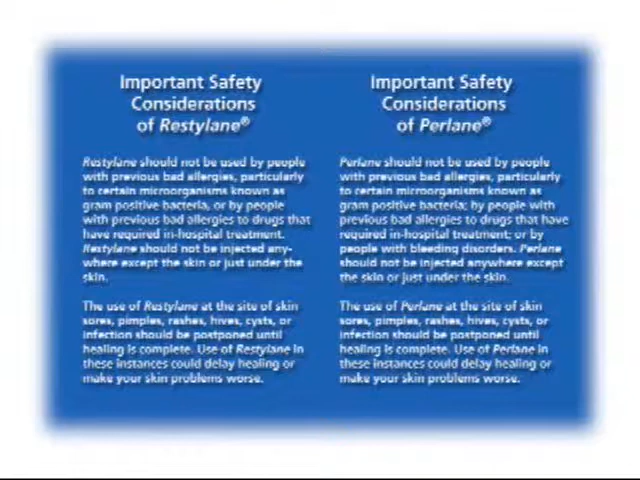 Important Safety
Considerations
of Restylane®
Restylane should not be used by people
with previous bad allergies, particularly
to certain microorganisms known as
gram positive bacteria, or by people
with previous bad allergies to drugs that
have required in-hospital treatment.
Restylane should not be injected any-
where except the skin or just under the
skin.
The use of Restylane at the site of skin
sores, pimples, rashes, hives, cysts, or
infection should be postponed until
healing is complete. Use of Restylane in
these instances could delay healing or
make your skin problems worse.
Important Safety
Considerations
of Perlane®
Perlane should not be used by people
with previous bad allergies, particularly
to certain microorganisms known as
gram positive bacteria; by people with
previous bad allergies to drugs that have
required in-hospital treatment; or by
people with bleeding disorders. Perlane
should not be injected anywhere except
the skin or just under the skin.
The use of Perlane at the site of skin
sores, pimples, rashes, hives, cysts, or
infection should be postponed until
healing is complete. Use of Perlane in
these instances could delay healing or
make your skin problems worse.